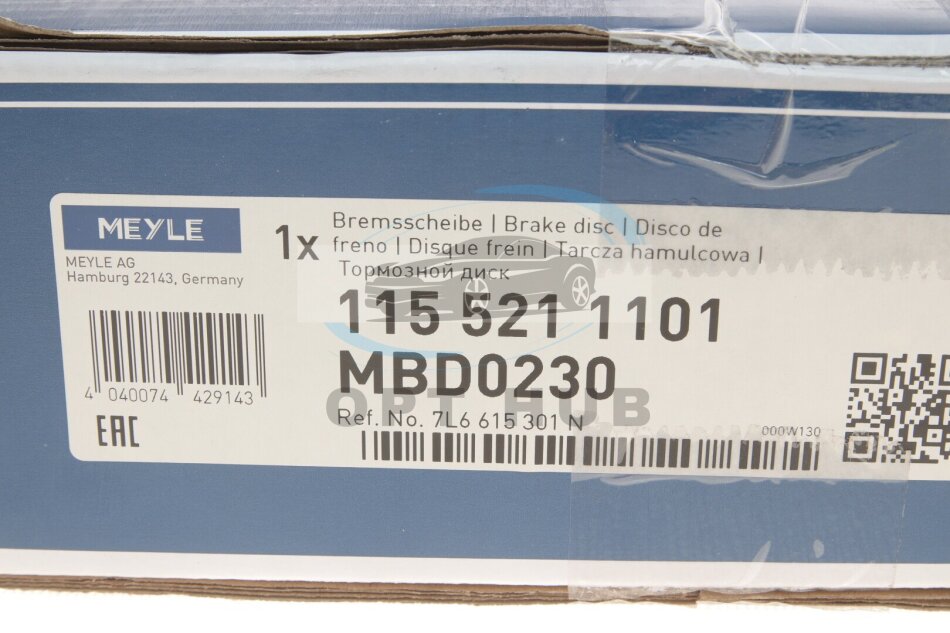 MEYLE
MEYLE AG
Hamburg 22143, Germany
1x
Bremsscheibe | Brake disc | Disco de
freno | Disque frein | Tarcza hamulcowa |
Тормозной диск
115 521 1101
MBD0230
OPT HUB
Ref. No. 7L6 615 301 N
000W130
4 040074 429143
EAC